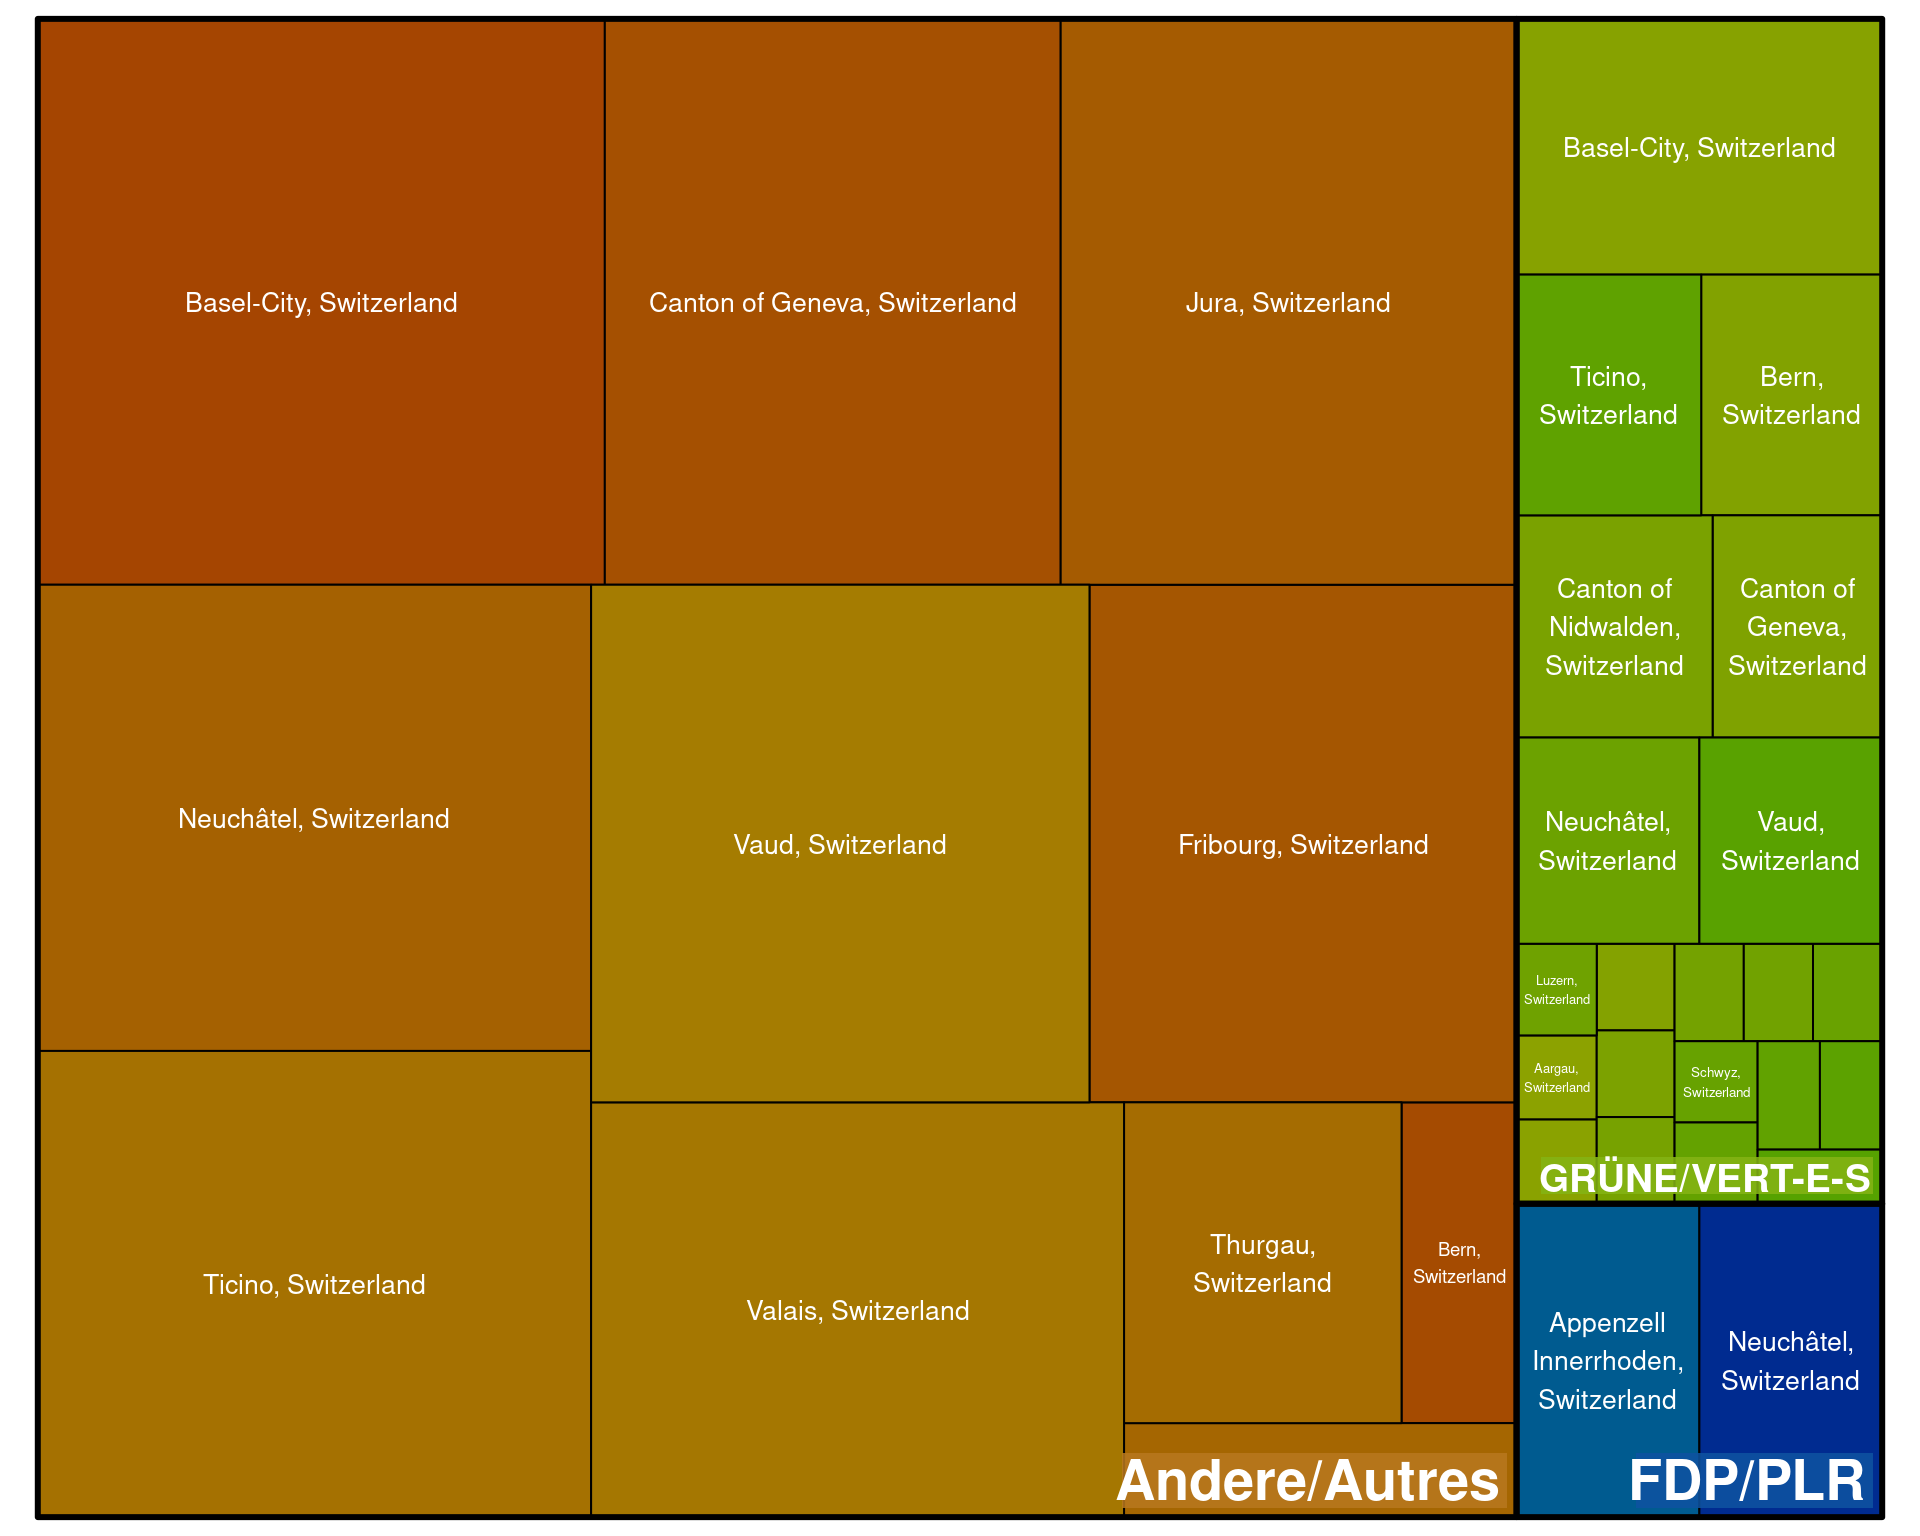 Basel-City, Switzerland
Canton of Geneva, Switzerland
Jura, Switzerland
Neuchâtel, Switzerland
Vaud, Switzerland
Fribourg, Switzerland
Ticino, Switzerland
Valais, Switzerland
Thurgau,
Switzerland
Bern,
Switzerland
Andere/Autres
Basel-City, Switzerland
Ticino,
Switzerland
Bern,
Switzerland
Canton of
Nidwalden,
Switzerland
Canton of
Geneva,
Switzerland
Neuchâtel,
Switzerland
Vaud,
Switzerland
Luzern,
Switzerland
Aargau,
Switzerland
Schwyz,
Switzerland
GRÜNE/VERT-E-S
Appenzell
Innerrhoden,
Switzerland
Neuchâtel,
Switzerland
FDP/PLR